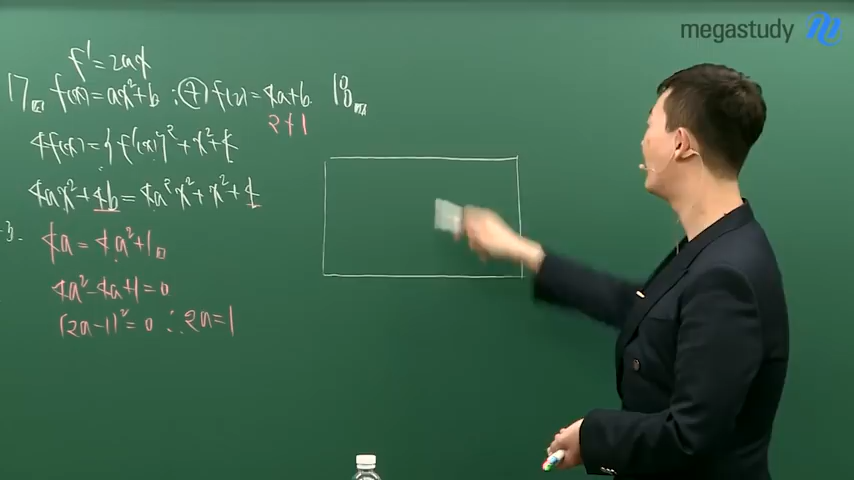 megastudy
f' = 2ax
17. f(x) = ax² + b : ㉠ f(2) = 4a + b.
2 + 1
4f(x) = {f'(x)}² + x² + 4
4ax² + 4b = 4a²x² + x² + 4
4a = 4a² + 1.
4a² - 4a + 1 = 0
(2a - 1)² = 0 ∴ 2a = 1
18.